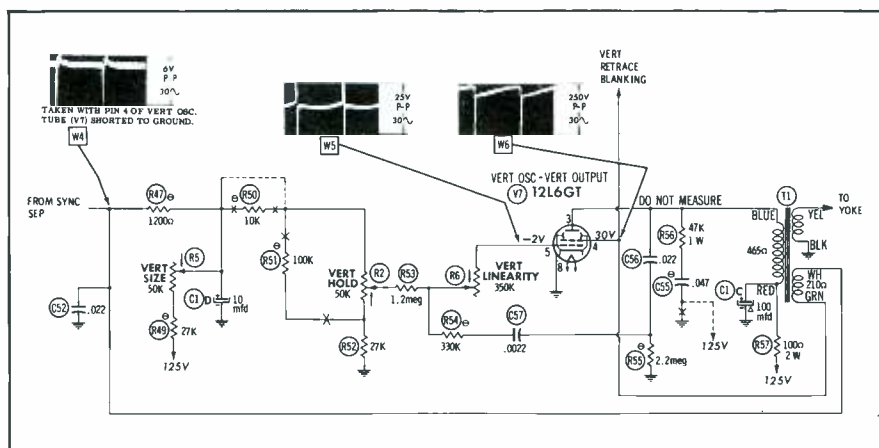 VERT
RETRACE
BLANKING
6V
P-P
30∿
TAKEN WITH PIN 4 OF VERT OSC.
TUBE (V7) SHORTED TO GROUND.
W4
25V
P-P
30∿
W5
250V
P-P
30∿
W6
VERT OSC-VERT OUTPUT
V7 12L6GT
DO NOT MEASURE
T1
TO
YOKE
YEL
BLK
FROM SYNC
SEP
R47
1200Ω
R50
10K
R5
VERT
SIZE
50K
C1 D
10
mfd
R49
27K
125V
C52
.022
R51
100K
VERT
HOLD
50K
R2
R53
1.2meg
R52
27K
R6
VERT
LINEARITY
350K
R54
330K
C57
.0022
-2V
5
3
4
8
30V
C56
.022
R55
2.2meg
R56
47K
1 W
C55
.047
125V
BLUE
465Ω
RED
C1 C
100
mfd
R57
100Ω
2 W
125V
WH
210Ω
GRN